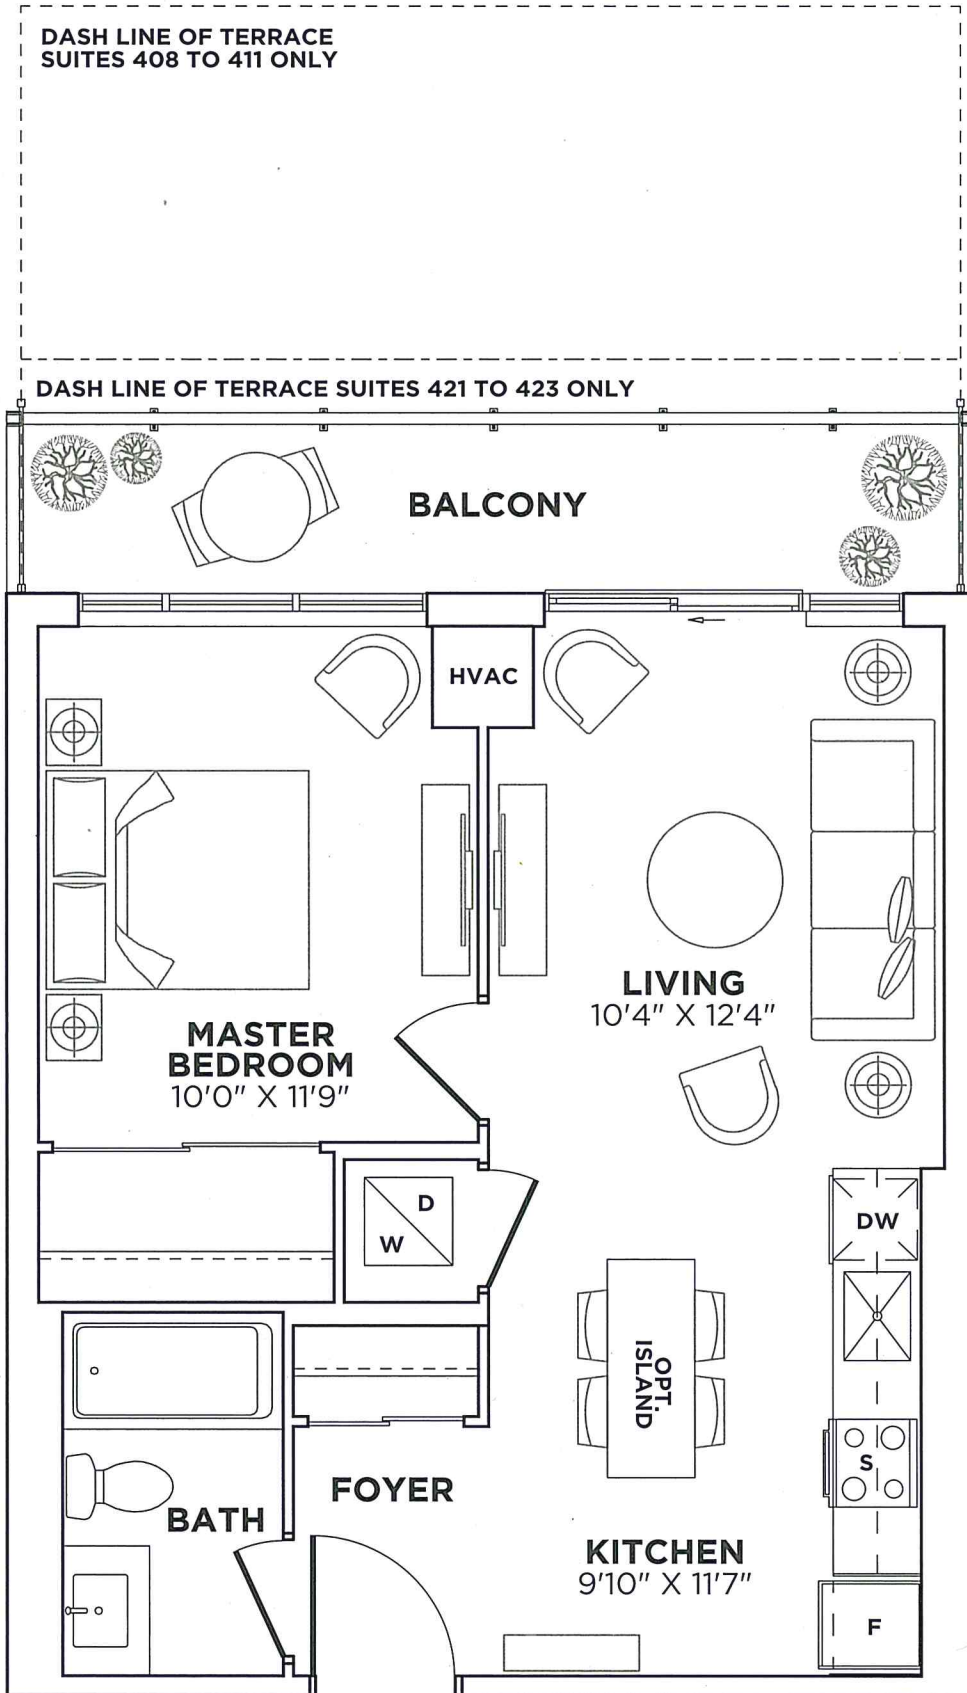 DASH LINE OF TERRACE
SUITES 408 TO 411 ONLY
DASH LINE OF TERRACE SUITES 421 TO 423 ONLY
BALCONY
HVAC
LIVING
10'4" X 12'4"
MASTER
BEDROOM
10'0" X 11'9"
D
W
DW
OPT.
ISLAND
S
FOYER
BATH
KITCHEN
9'10" X 11'7"
F